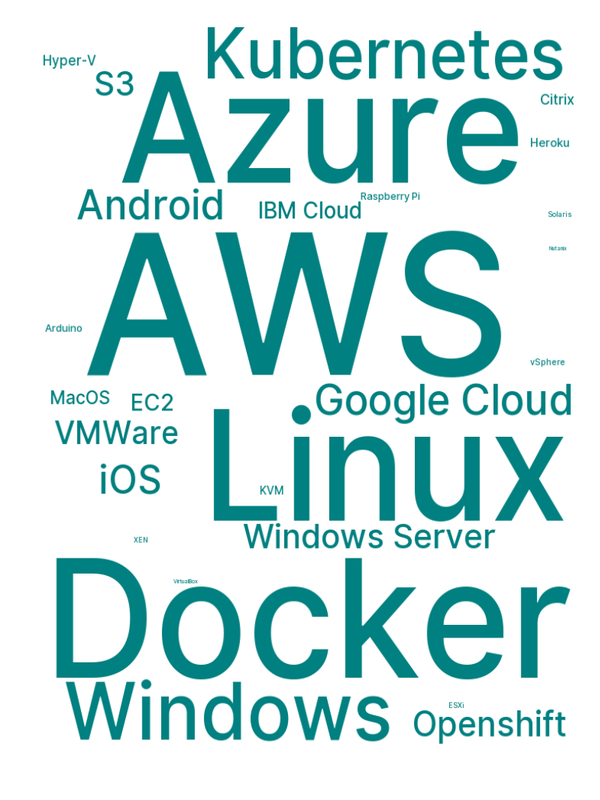 Kubernetes
Hyper-V
S3
Azure
Citrix
Heroku
Android
IBM Cloud
Raspberry Pi
Solaris
AWS
Nutanix
Arduino
vSphere
MacOS
EC2
Google Cloud
VMWare
Linux
iOS
KVM
Windows Server
XEN
Docker
VirtualBox
Windows
ESXi
Openshift